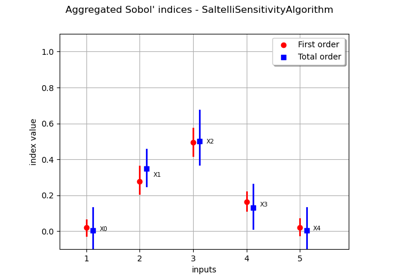 Aggregated Sobol' indices - SaltelliSensitivityAlgorithm
First order
Total order
1.0
0.8
0.6
0.4
0.2
0.0
index value
X0
X1
X2
X3
X4
1 2 3 4 5
inputs